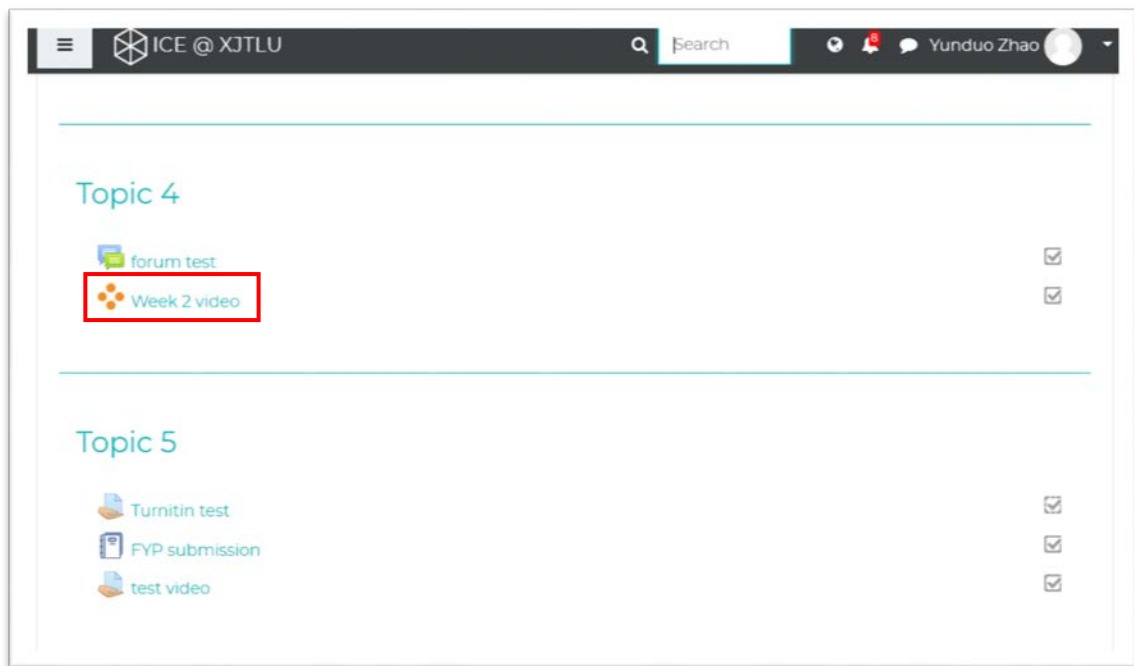 ICE @ XJTLU Search 8 Yunduo Zhao
Topic 4
forum test
Week 2 video
Topic 5
Turnitin test
FYP submission
test video